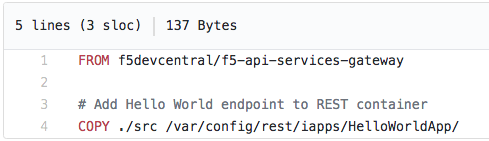 5 lines (3 sloc) 137 Bytes
1 FROM f5devcentral/f5-api-services-gateway
2
3 # Add Hello World endpoint to REST container
4 COPY ./src /var/config/rest/iapps/HelloWorldApp/